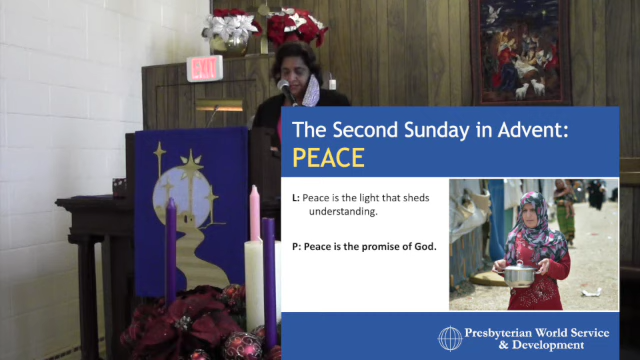 EXIT
The Second Sunday in Advent:
PEACE
L: Peace is the light that sheds
understanding.
P: Peace is the promise of God.
Presbyterian World Service
& Development